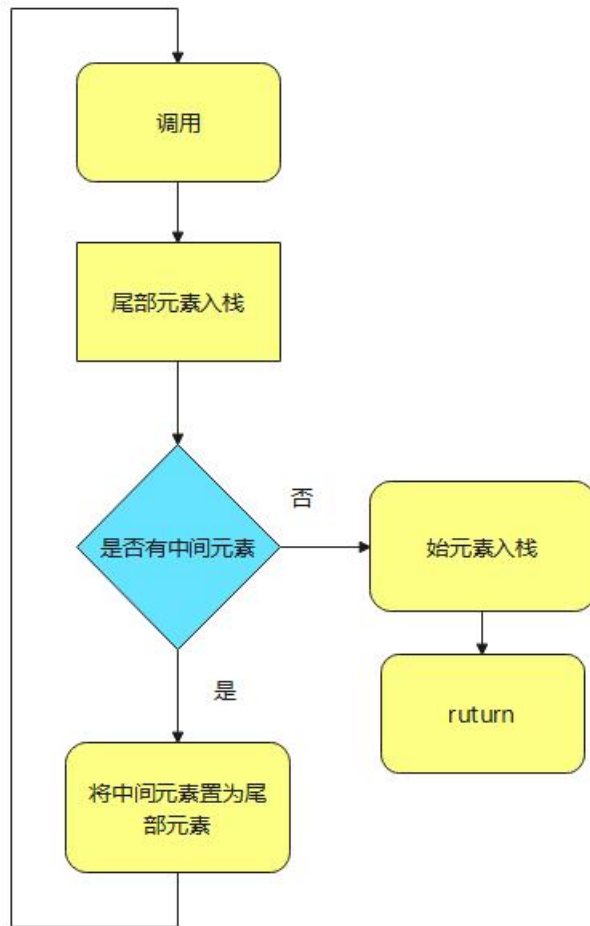 调用
尾部元素入栈
是否有中间元素
否
始元素入栈
是
ruturn
将中间元素置为尾
部元素